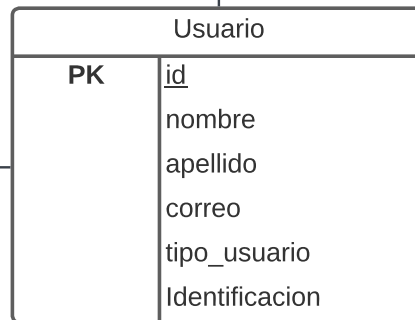 Usuario
PK id
nombre
apellido
correo
tipo_usuario
Identificacion